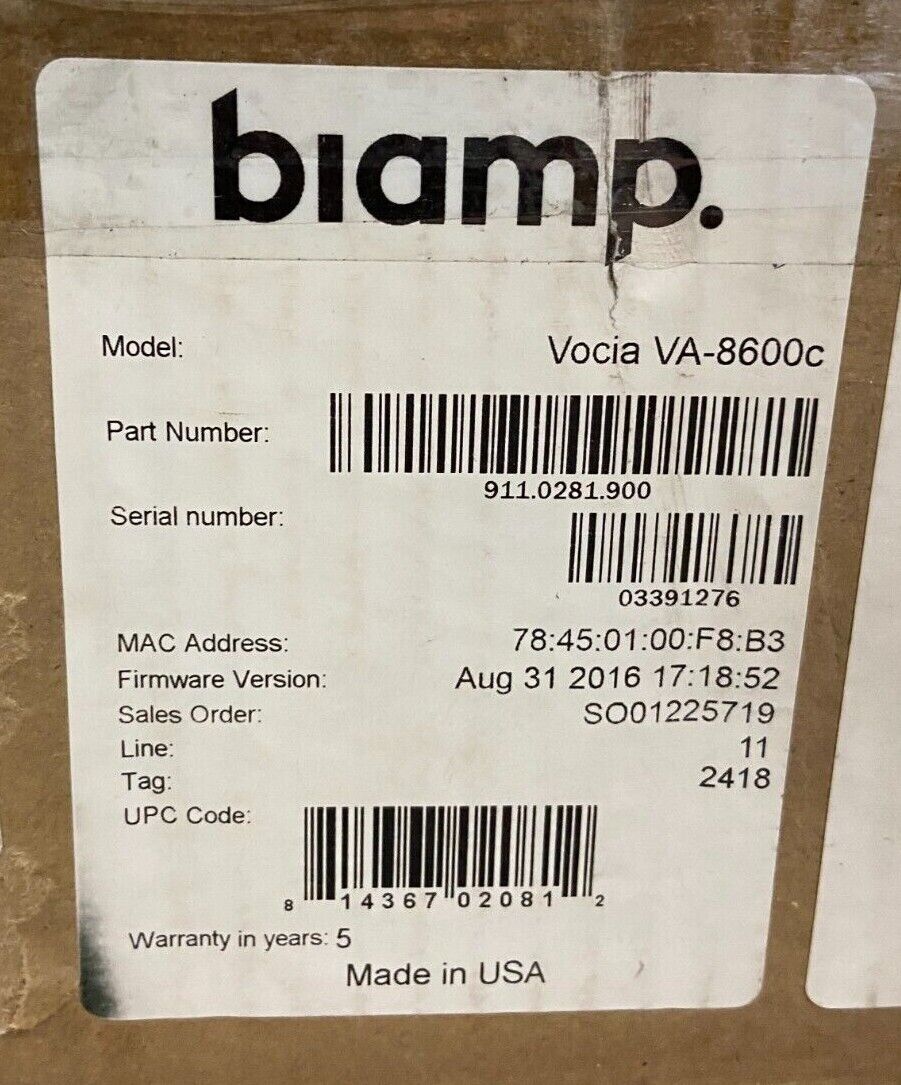 biamp.
Model: Vocia VA-8600c
Part Number:
911.0281.900
Serial number:
03391276
MAC Address: 78:45:01:00:F8:B3
Firmware Version: Aug 31 2016 17:18:52
Sales Order: SO01225719
Line: 11
Tag: 2418
UPC Code:
8 14367 02081 2
Warranty in years: 5
Made in USA